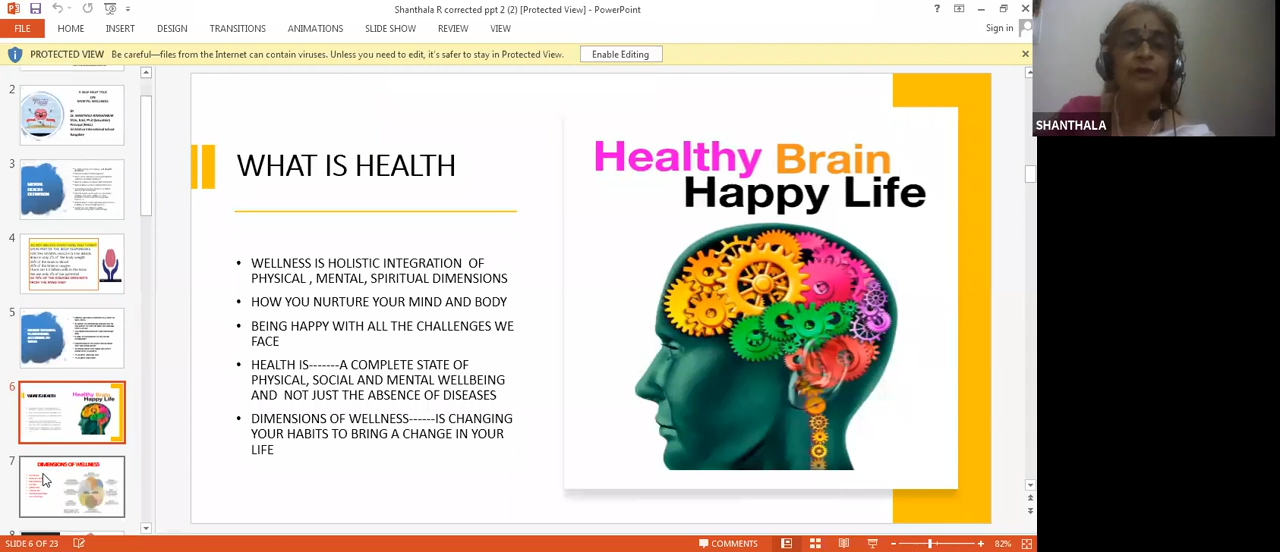 Shanthala R corrected ppt 2 (2) [Protected View] - PowerPoint
FILE HOME INSERT DESIGN TRANSITIONS ANIMATIONS SLIDE SHOW REVIEW VIEW Sign in
PROTECTED VIEW Be careful—files from the Internet can contain viruses. Unless you need to edit, it's safer to stay in Protected View. Enable Editing
2
3
4
5
6
7
DIMENSIONS OF WELLNESS
WHAT IS HEALTH
• WELLNESS IS HOLISTIC INTEGRATION OF
PHYSICAL , MENTAL, SPIRITUAL DIMENSIONS
• HOW YOU NURTURE YOUR MIND AND BODY
• BEING HAPPY WITH ALL THE CHALLENGES WE
FACE
• HEALTH IS-------A COMPLETE STATE OF
PHYSICAL, SOCIAL AND MENTAL WELLBEING
AND NOT JUST THE ABSENCE OF DISEASES
• DIMENSIONS OF WELLNESS------IS CHANGING
YOUR HABITS TO BRING A CHANGE IN YOUR
LIFE
Healthy Brain
Happy Life
SHANTHALA
SLIDE 6 OF 23
COMMENTS
82%